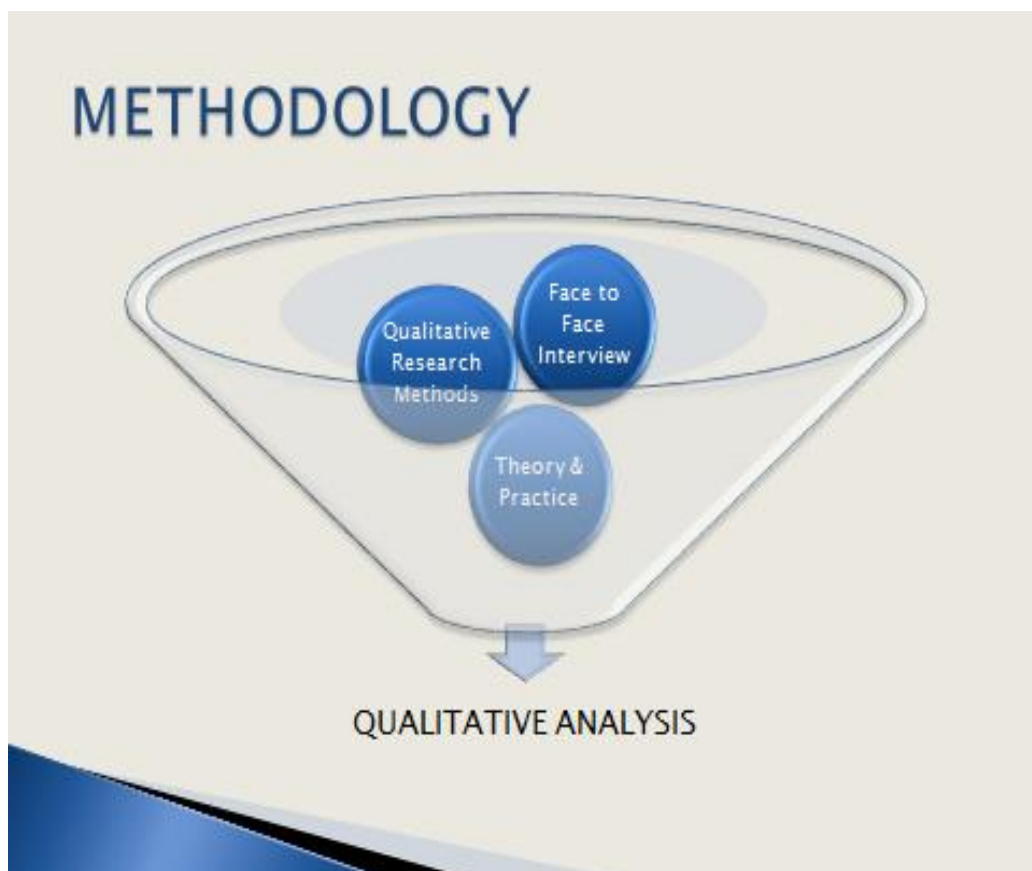 METHODOLOGY
Qualitative
Research
Methods
Face to
Face
Interview
Theory &
Practice
QUALITATIVE ANALYSIS